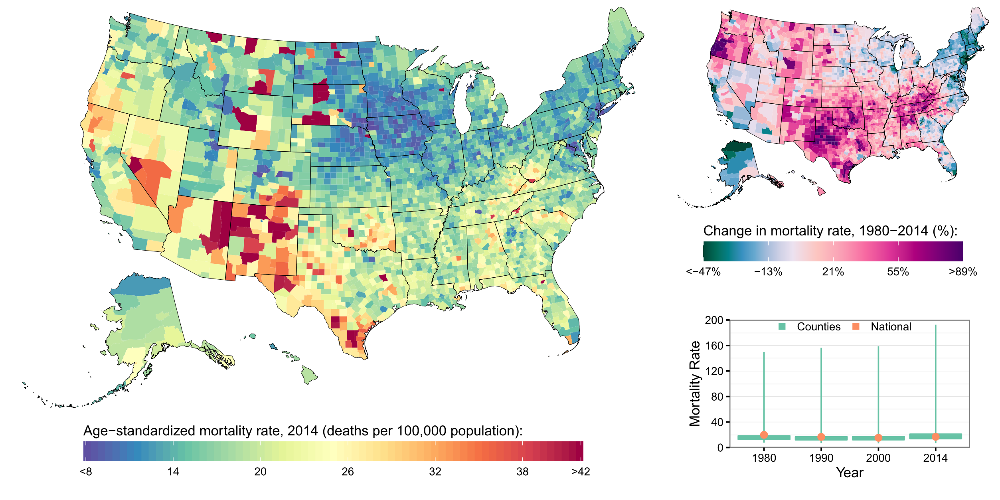 Age−standardized mortality rate, 2014 (deaths per 100,000 population):
<8 14 20 26 32 38 >42
Change in mortality rate, 1980−2014 (%):
<−47% −13% 21% 55% >89%
Counties National
Mortality Rate
200
160
120
80
40
0
1980 1990 2000 2014
Year